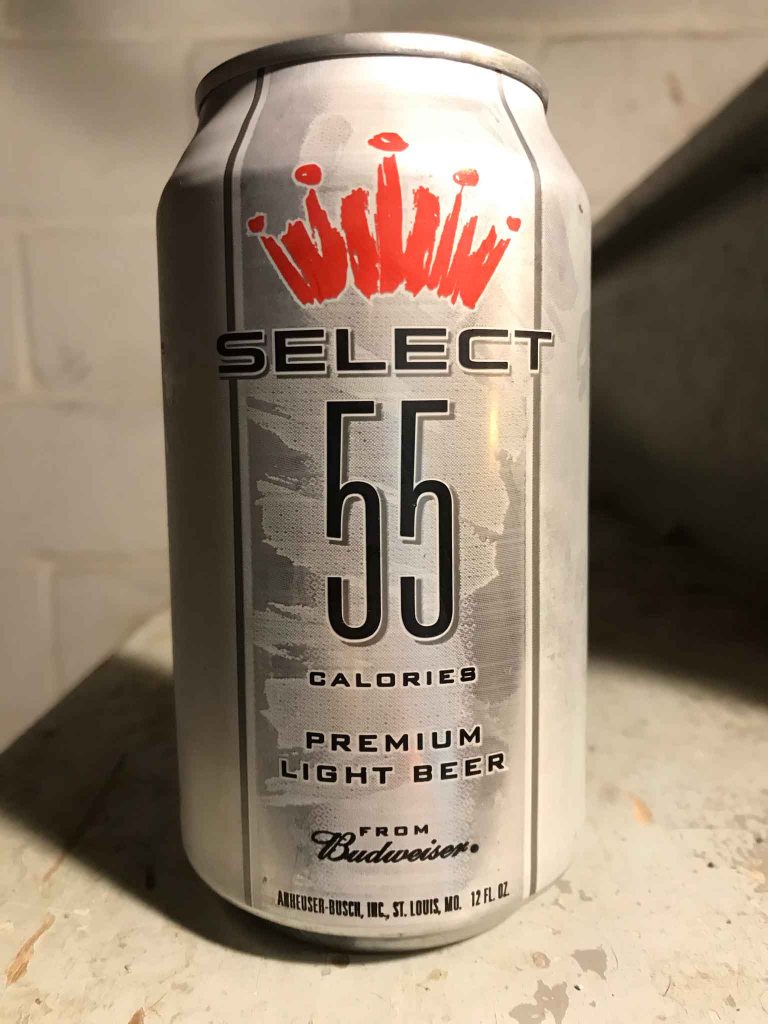 SELECT
55
CALORIES
PREMIUM
LIGHT BEER
FROM
Budweiser.
ANHEUSER-BUSCH, INC., ST. LOUIS, MO. 12 FL. OZ.